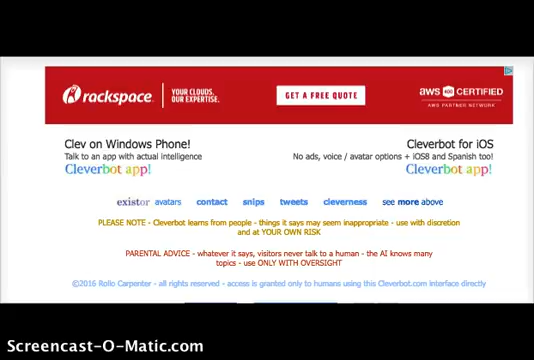 rackspace.
YOUR CLOUDS.
OUR EXPERTISE.
GET A FREE QUOTE
aws CERTIFIED
AWS PARTNER NETWORK
Clev on Windows Phone!
Talk to an app with actual intelligence
Cleverbot app!
Cleverbot for iOS
No ads, voice / avatar options + iOS8 and Spanish too!
Cleverbot app!
existor avatars contact snips tweets cleverness see more above
PLEASE NOTE - Cleverbot learns from people - things it says may seem inappropriate - use with discretion
and at YOUR OWN RISK
PARENTAL ADVICE - whatever it says, visitors never talk to a human - the AI knows many
topics - use ONLY WITH OVERSIGHT
©2016 Rollo Carpenter - all rights reserved - access is granted only to humans using this Cleverbot.com interface directly
Screencast-O-Matic.com